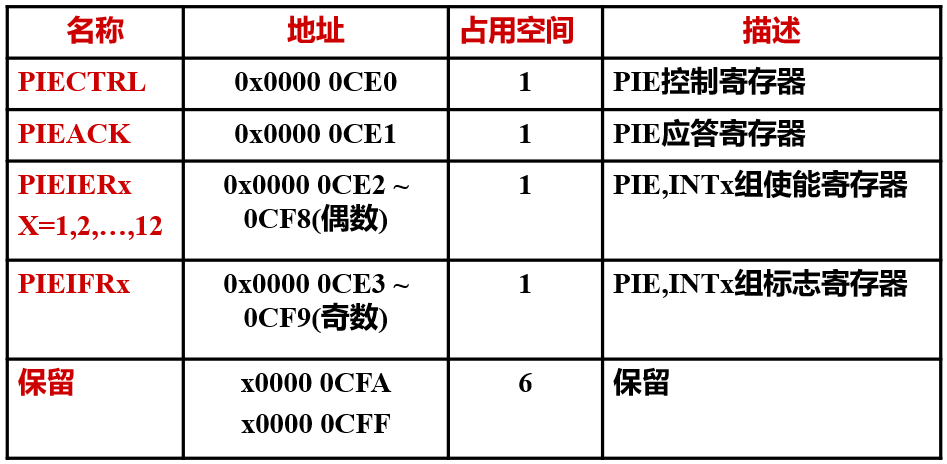 名称 地址 占用空间 描述
PIECTRL 0x0000 0CE0 1 PIE控制寄存器
PIEACK 0x0000 0CE1 1 PIE应答寄存器
PIEIERx 0x0000 0CE2 ~ 1 PIE,INTx组使能寄存器
X=1,2,…,12 0CF8(偶数)
PIEIFRx 0x0000 0CE3 ~ 1 PIE,INTx组标志寄存器
0CF9(奇数)
保留 x0000 0CFA 6 保留
x0000 0CFF